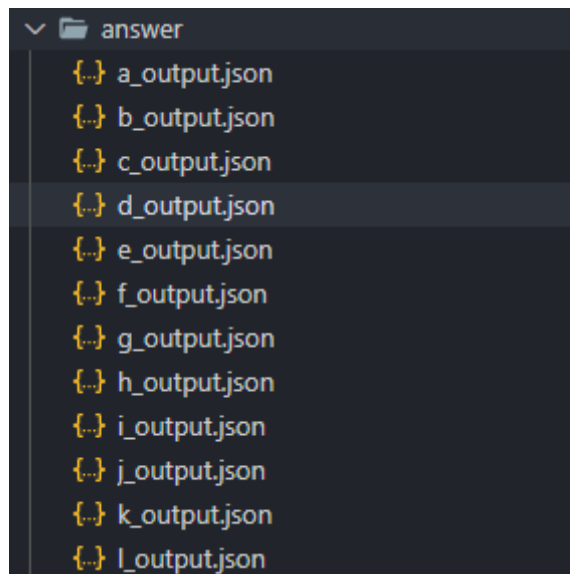 answer
{..} a_output.json
{..} b_output.json
{..} c_output.json
{..} d_output.json
{..} e_output.json
{..} f_output.json
{..} g_output.json
{..} h_output.json
{..} i_output.json
{..} j_output.json
{..} k_output.json
{..} l_output.json